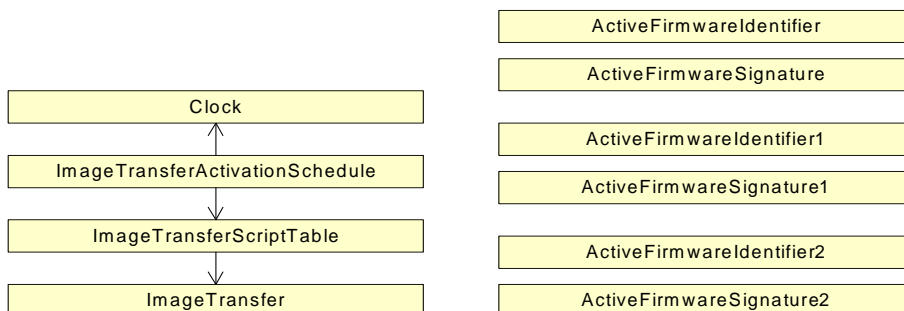 Clock
ImageTransferActivationSchedule
ImageTransferScriptTable
ImageTransfer
ActiveFirmwareIdentifier
ActiveFirmwareSignature
ActiveFirmwareIdentifier1
ActiveFirmwareSignature1
ActiveFirmwareIdentifier2
ActiveFirmwareSignature2